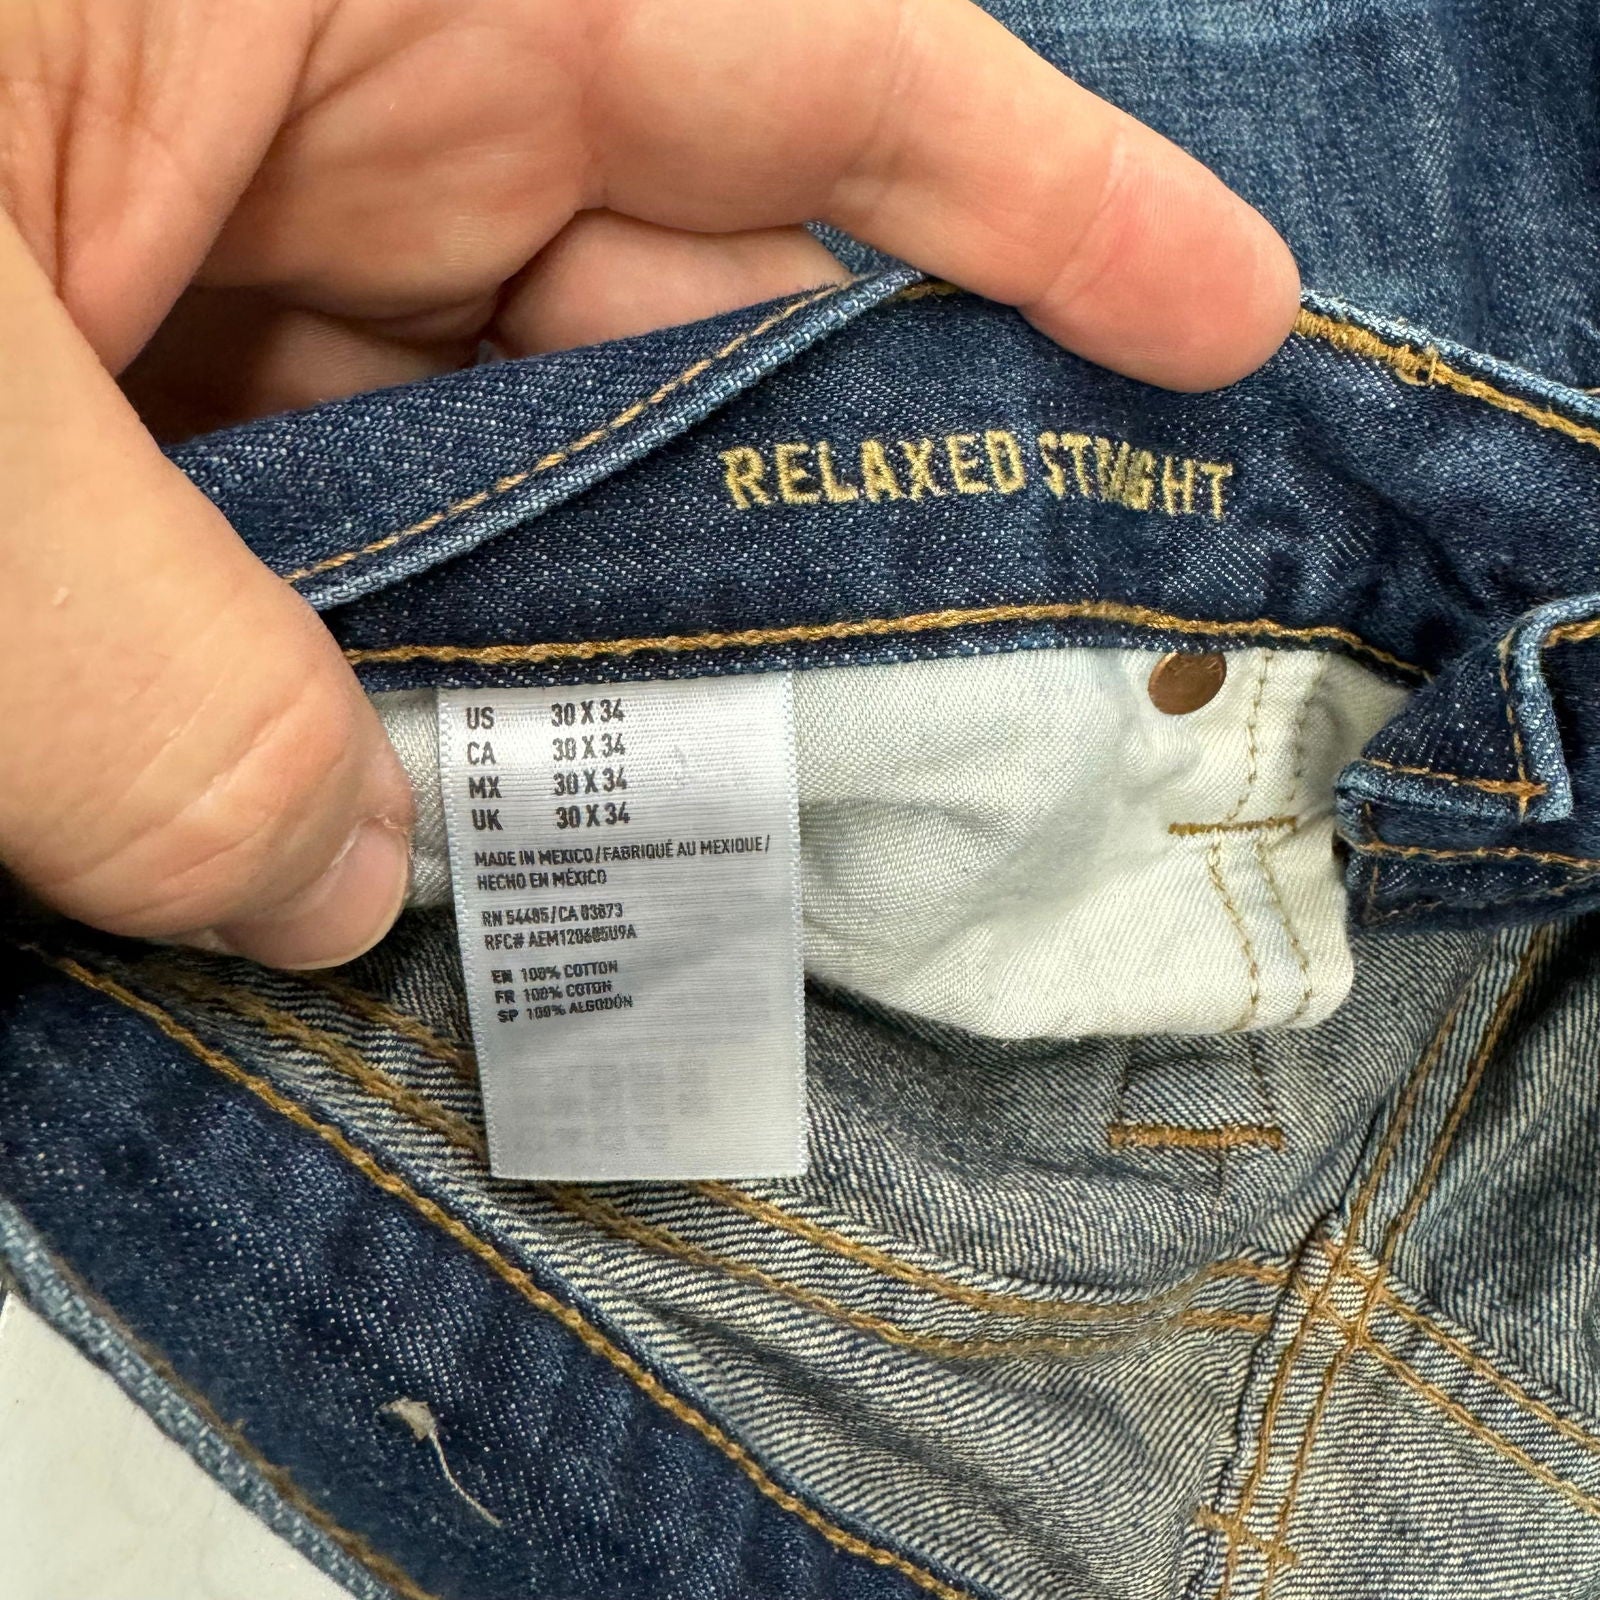 RELAXED STRAIGHT
US 30 X 34
CA 30 X 34
MX 30 X 34
UK 30 X 34
MADE IN MEXICO/FABRIQUÉ AU MEXIQUE/
HECHO EN MÉXICO
RN 54485/CA 03873
RFC# AEM120605U9A
EN 100% COTTON
FR 100% COTON
SP 100% ALGODÓN